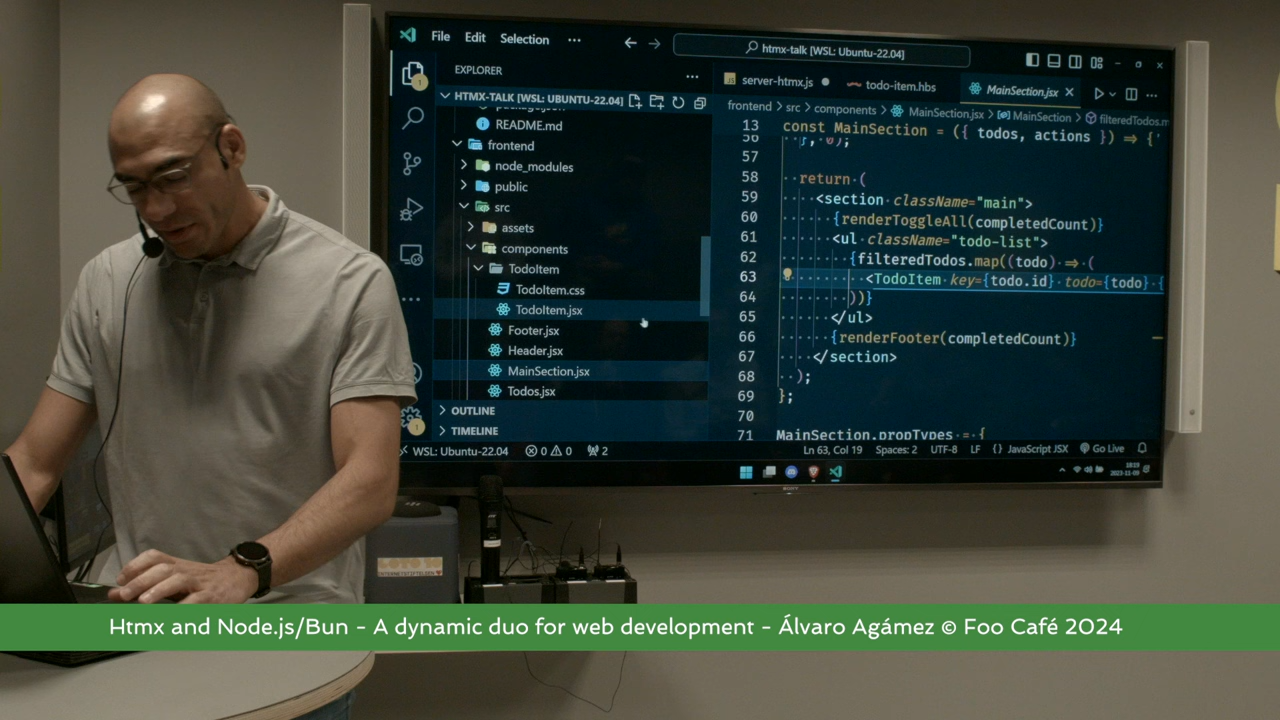 File Edit Selection ···
htmx-talk [WSL: Ubuntu-22.04]
EXPLORER
HTMX-TALK [WSL: UBUNTU-22.04]
README.md
frontend
node_modules
public
src
assets
components
TodoItem
TodoItem.css
TodoItem.jsx
Footer.jsx
Header.jsx
MainSection.jsx
Todos.jsx
OUTLINE
TIMELINE
server-htmx.js
todo-item.hbs
MainSection.jsx
frontend > src > components > MainSection.jsx > MainSection > filteredTodos.m
13 const MainSection = ({ todos, actions }) => {
56 }, 0);
57
58 return (
59 <section className="main">
60 {renderToggleAll(completedCount)}
61 <ul className="todo-list">
62 {filteredTodos.map((todo) => (
63 <TodoItem key={todo.id} todo={todo} {
64 ))}
65 </ul>
66 {renderFooter(completedCount)}
67 </section>
68 );
69 };
70
71 MainSection.propTypes = {
WSL: Ubuntu-22.04 0 0 2 Ln 63, Col 19 Spaces: 2 UTF-8 LF {} JavaScript JSX Go Live
SONY
Htmx and Node.js/Bun - A dynamic duo for web development - Álvaro Agámez © Foo Café 2024